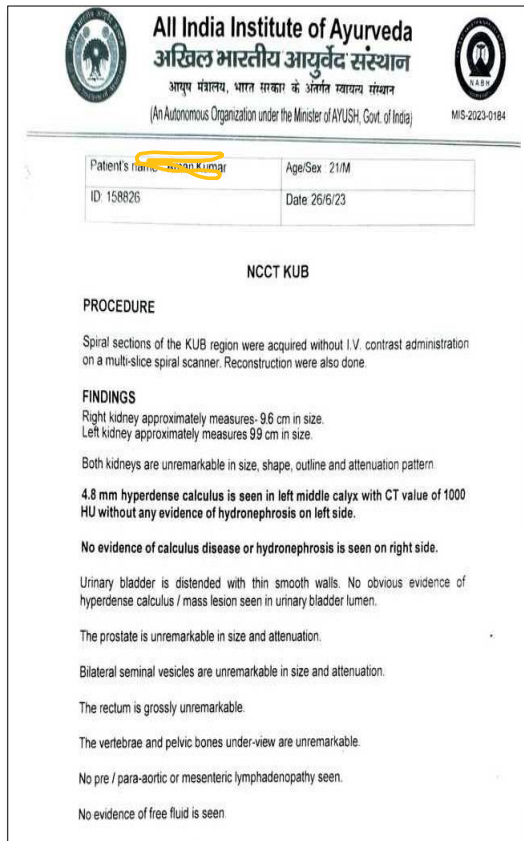 All India Institute of Ayurveda
अखिल भारतीय आयुर्वेद संस्थान
आयुष मंत्रालय, भारत सरकार के अंतर्गत स्वायत्य संस्थान
(An Autonomous Organization under the Minister of AYUSH, Govt. of India)
NABH
MIS-2023-0184
Patient's name Kumar
Age/Sex : 21/M
ID: 158826
Date: 26/6/23
NCCT KUB
PROCEDURE
Spiral sections of the KUB region were acquired without I.V. contrast administration
on a multi-slice spiral scanner. Reconstruction were also done.
FINDINGS
Right kidney approximately measures- 9.6 cm in size.
Left kidney approximately measures 99 cm in size.
Both kidneys are unremarkable in size, shape, outline and attenuation pattern.
4.8 mm hyperdense calculus is seen in left middle calyx with CT value of 1000
HU without any evidence of hydronephrosis on left side.
No evidence of calculus disease or hydronephrosis is seen on right side.
Urinary bladder is distended with thin smooth walls. No obvious evidence of
hyperdense calculus / mass lesion seen in urinary bladder lumen.
The prostate is unremarkable in size and attenuation.
Bilateral seminal vesicles are unremarkable in size and attenuation.
The rectum is grossly unremarkable.
The vertebrae and pelvic bones under-view are unremarkable.
No pre / para-aortic or mesenteric lymphadenopathy seen.
No evidence of free fluid is seen